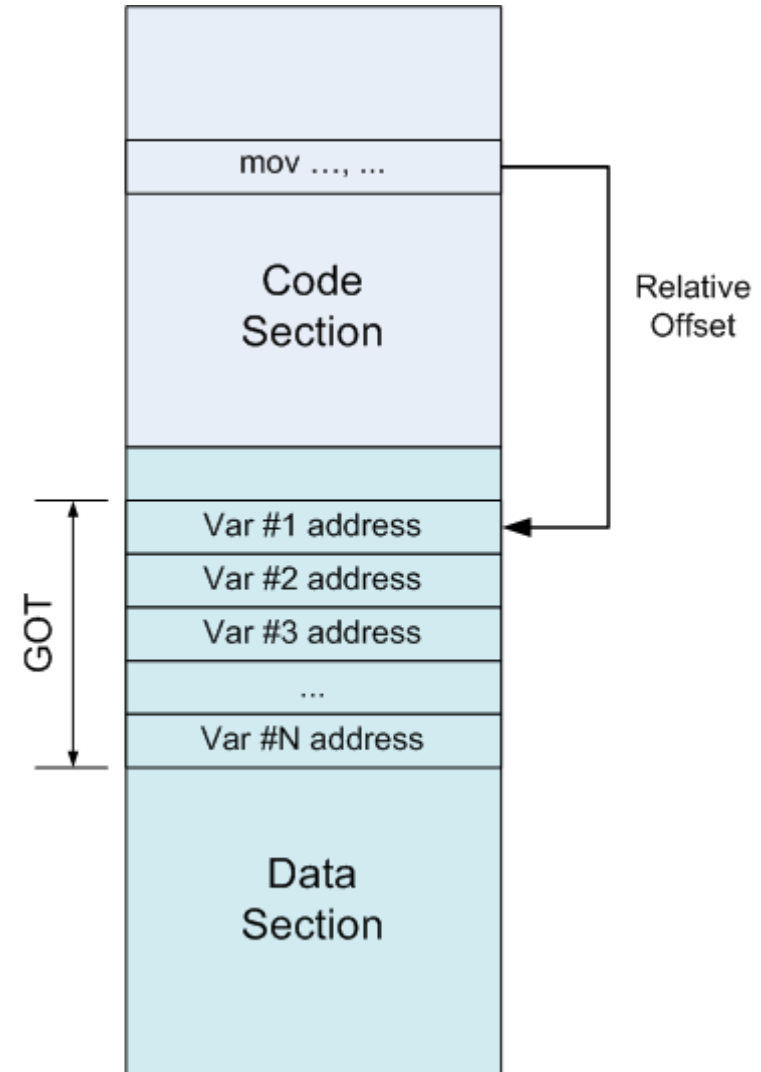 mov ..., ...
Code
Section
Relative
Offset
Var #1 address
Var #2 address
Var #3 address
...
Var #N address
GOT
Data
Section